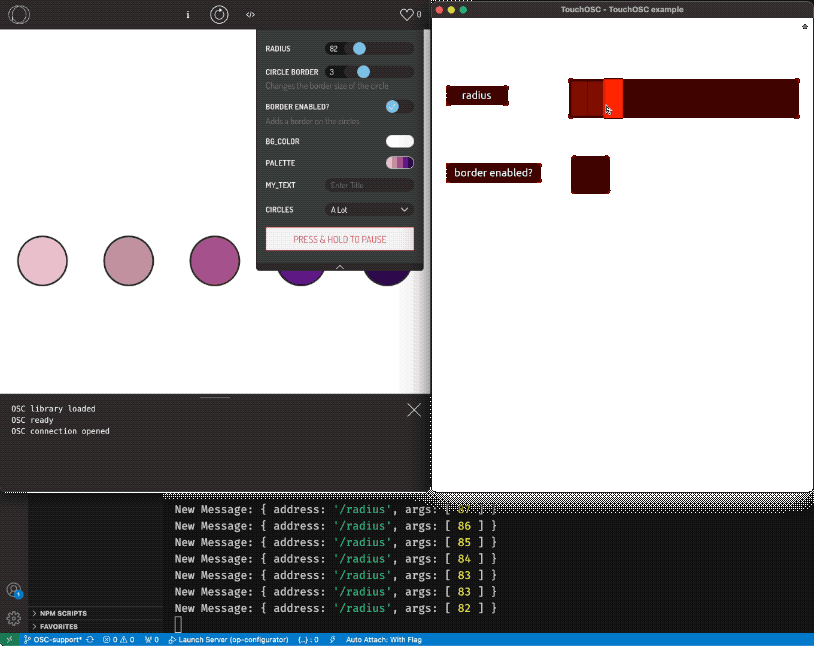 i
</>
0
RADIUS
82
CIRCLE BORDER
3
Changes the border size of the circle
BORDER ENABLED?
Adds a border on the circles
BG_COLOR
PALETTE
MY_TEXT
Enter Title
CIRCLES
A Lot
PRESS & HOLD TO PAUSE
OSC library loaded
OSC ready
OSC connection opened
TouchOSC - TouchOSC example
radius
border enabled?
New Message: { address: '/radius', args: [ 87 ] }
New Message: { address: '/radius', args: [ 86 ] }
New Message: { address: '/radius', args: [ 85 ] }
New Message: { address: '/radius', args: [ 84 ] }
New Message: { address: '/radius', args: [ 83 ] }
New Message: { address: '/radius', args: [ 83 ] }
New Message: { address: '/radius', args: [ 82 ] }
1
> NPM SCRIPTS
> FAVORITES
OSC-support* 0 0 0 Launch Server (op-configurator) {..} : 0 Auto Attach: With Flag